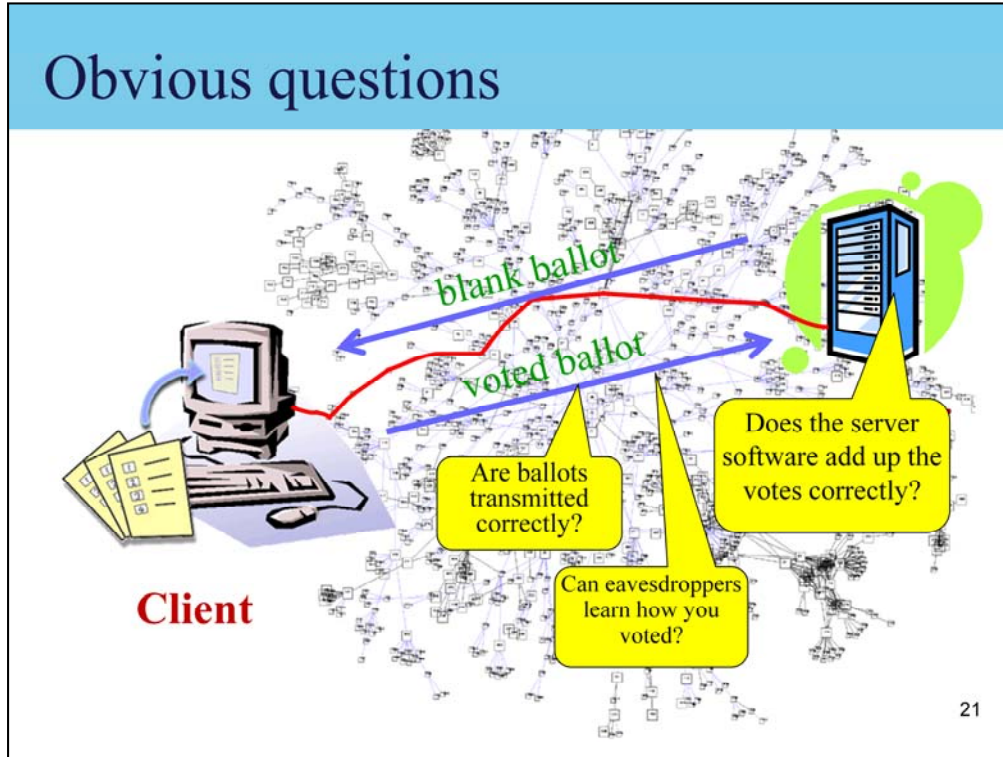 Obvious questions
blank ballot
voted ballot
Does the server
software add up the
votes correctly?
Are ballots
transmitted
correctly?
Can eavesdroppers
learn how you
voted?
Client
21